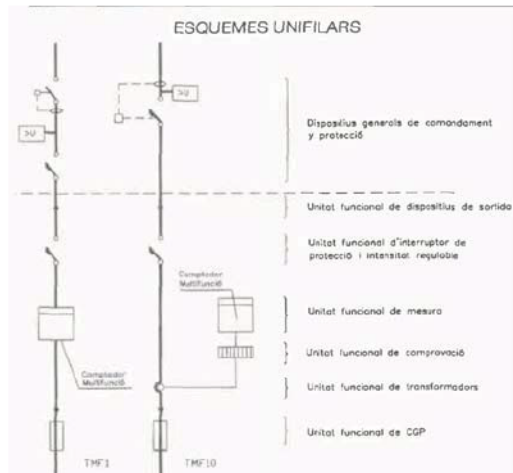 ESQUEMES UNIFILARS
>U
>U
Dispositius generals de comandament
y protecció
Unitat funcional de dispositius de sortida
Unitat funcional d'interruptor de
protecció i intensitat regulable
Comptador
Multifunció
Unitat funcional de mesura
Unitat funcional de comprovació
Comptador
Multifunció
Unitat funcional de transformadors
Unitat funcional de CGP
TMF1
TMF10